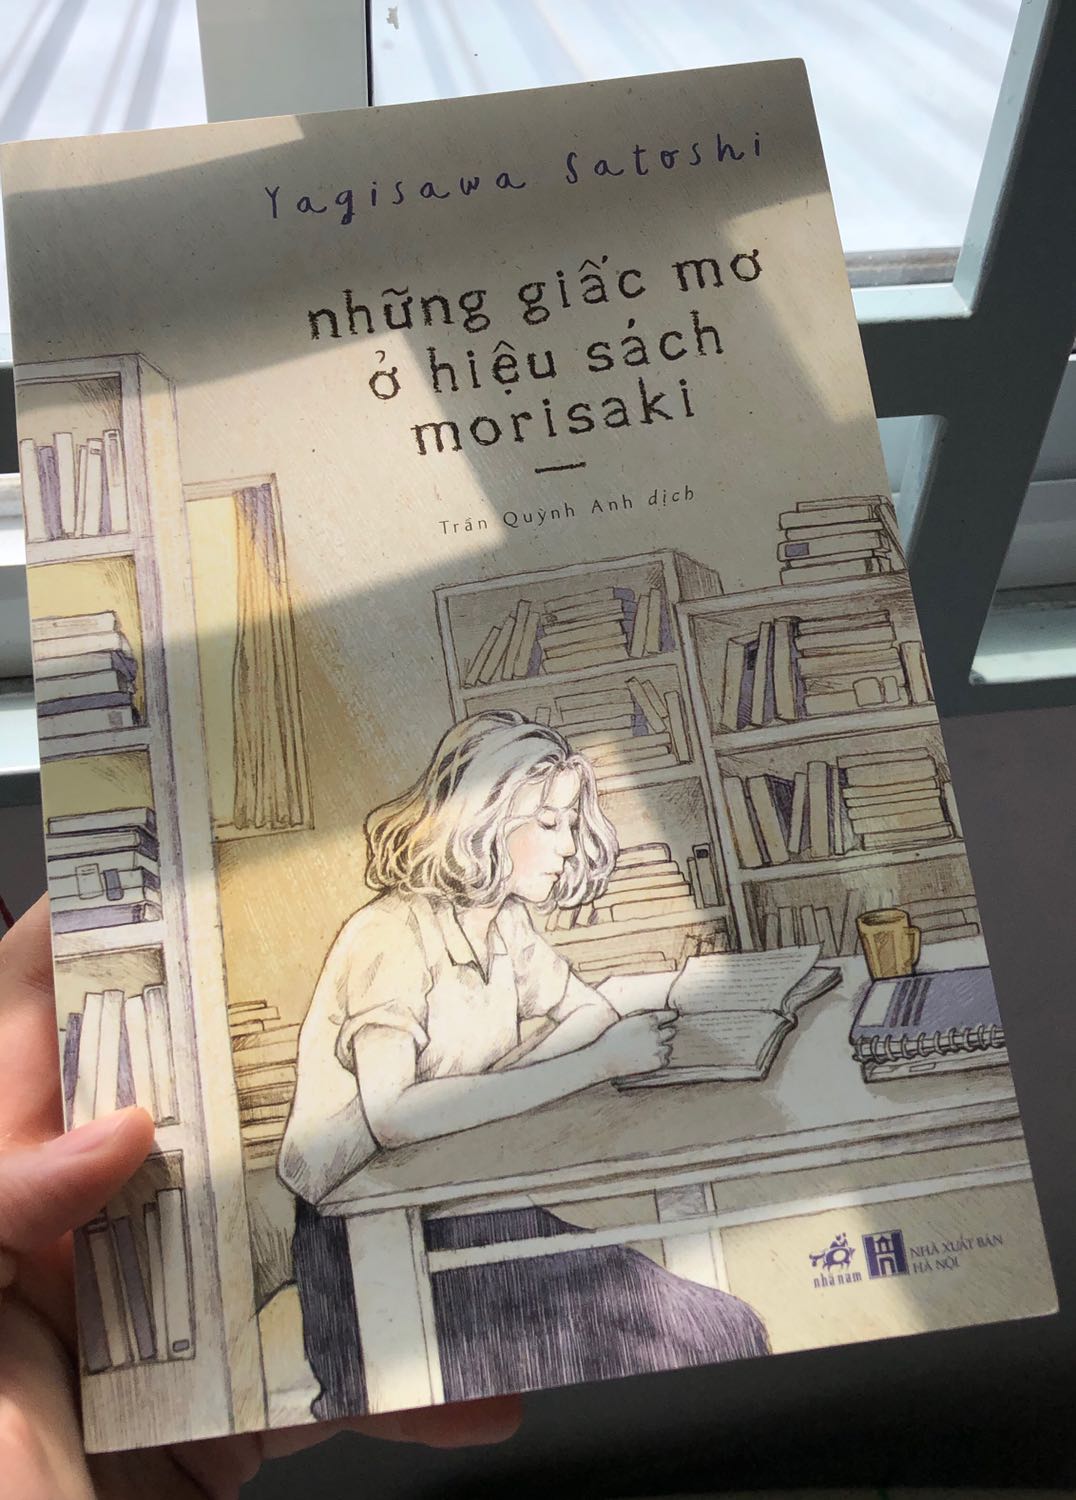 Yagisawa Satoshi
những giấc mơ
ở hiệu sách
morisaki
Trần Quỳnh Anh dịch
nhã nam
NHÀ XUẤT BẢN
HÀ NỘI